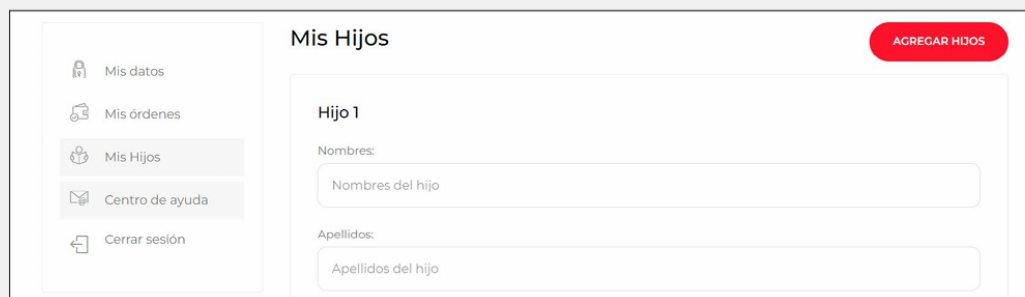 Mis Hijos
AGREGAR HIJOS
Mis datos
Mis órdenes
Mis Hijos
Centro de ayuda
Cerrar sesión
Hijo 1
Nombres:
Nombres del hijo
Apellidos:
Apellidos del hijo